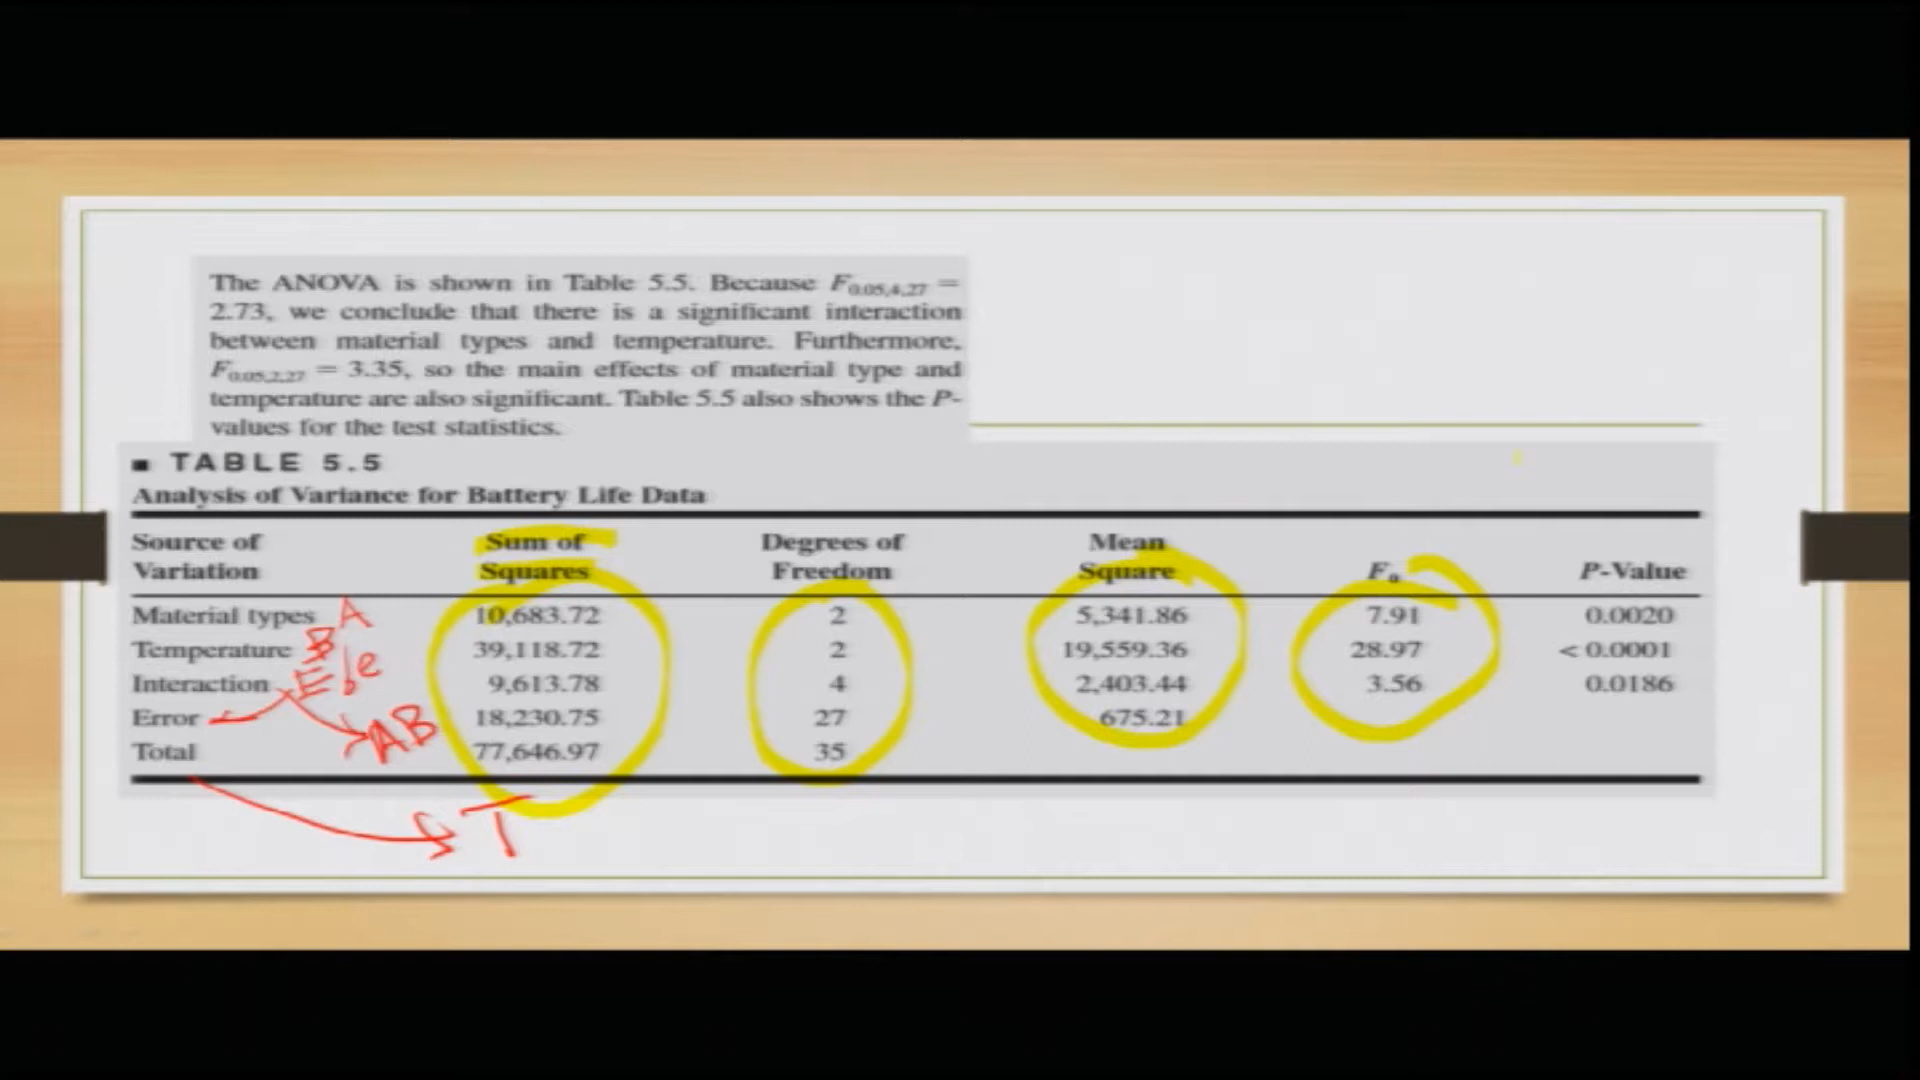 The ANOVA is shown in Table 5.5. Because F0.05,4,27 =
2.73, we conclude that there is a significant interaction
between material types and temperature. Furthermore,
F0.05,2,27 = 3.35, so the main effects of material type and
temperature are also significant. Table 5.5 also shows the P-
values for the test statistics.
■ TABLE 5.5
Analysis of Variance for Battery Life Data
Source of Variation Sum of Squares Degrees of Freedom Mean Square F0 P-Value
Material types A 10,683.72 2 5,341.86 7.91 0.0020
Temperature B 39,118.72 2 19,559.36 28.97 < 0.0001
Interaction 9,613.78 4 2,403.44 3.56 0.0186
Error AB 18,230.75 27 675.21
Total 77,646.97 35
T